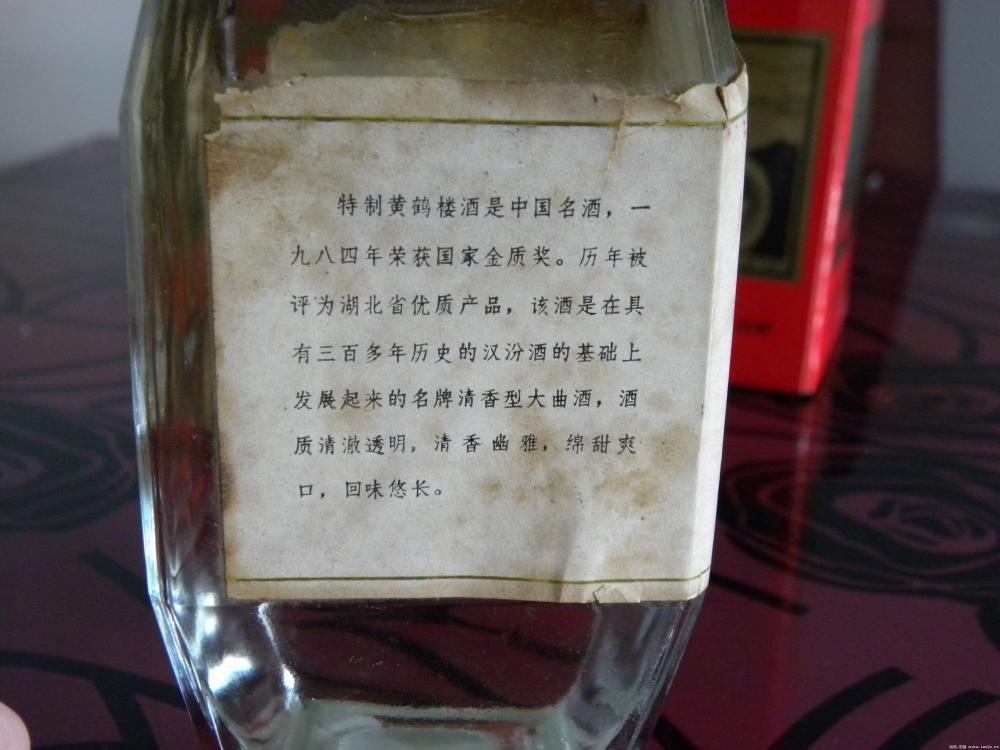 特制黄鹤楼酒是中国名酒，一
九八四年荣获国家金质奖。历年被
评为湖北省优质产品，该酒是在具
有三百多年历史的汉汾酒的基础上
发展起来的名牌清香型大曲酒，酒
质清澈透明，清香幽雅，绵甜爽
口，回味悠长。